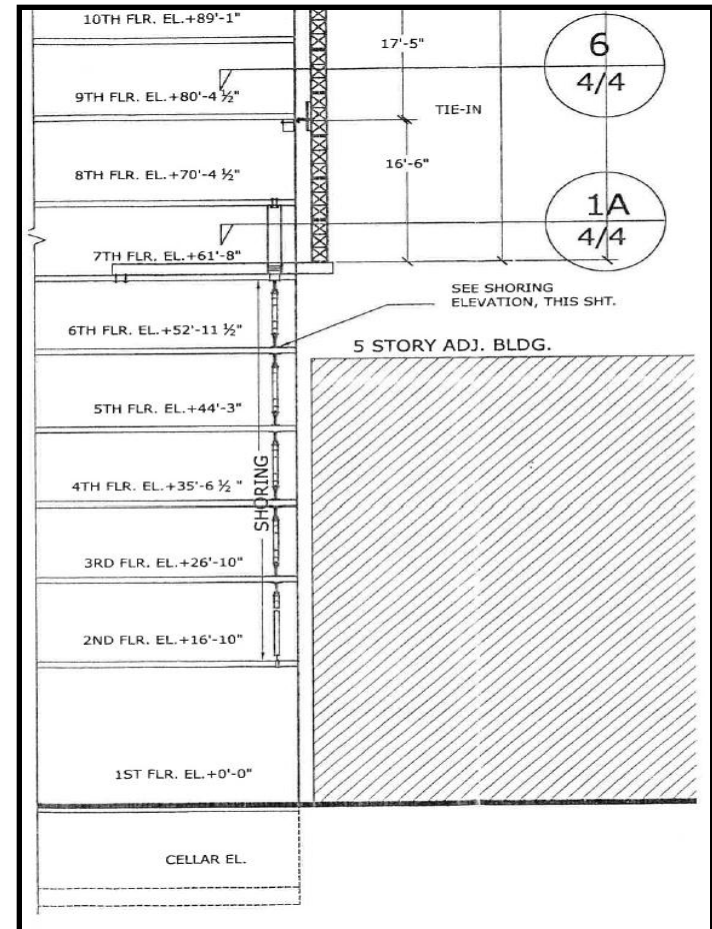 10TH FLR. EL.+89'-1"
17'-5"
6
4/4
9TH FLR. EL.+80'-4 ½"
TIE-IN
16'-6"
8TH FLR. EL.+70'-4 ½"
1A
4/4
7TH FLR. EL.+61'-8"
SEE SHORING
ELEVATION, THIS SHT.
6TH FLR. EL.+52'-11 ½"
5 STORY ADJ. BLDG.
5TH FLR. EL.+44'-3"
SHORING
4TH FLR. EL.+35'-6 ½ "
3RD FLR. EL.+26'-10"
2ND FLR. EL.+16'-10"
1ST FLR. EL.+0'-0"
CELLAR EL.